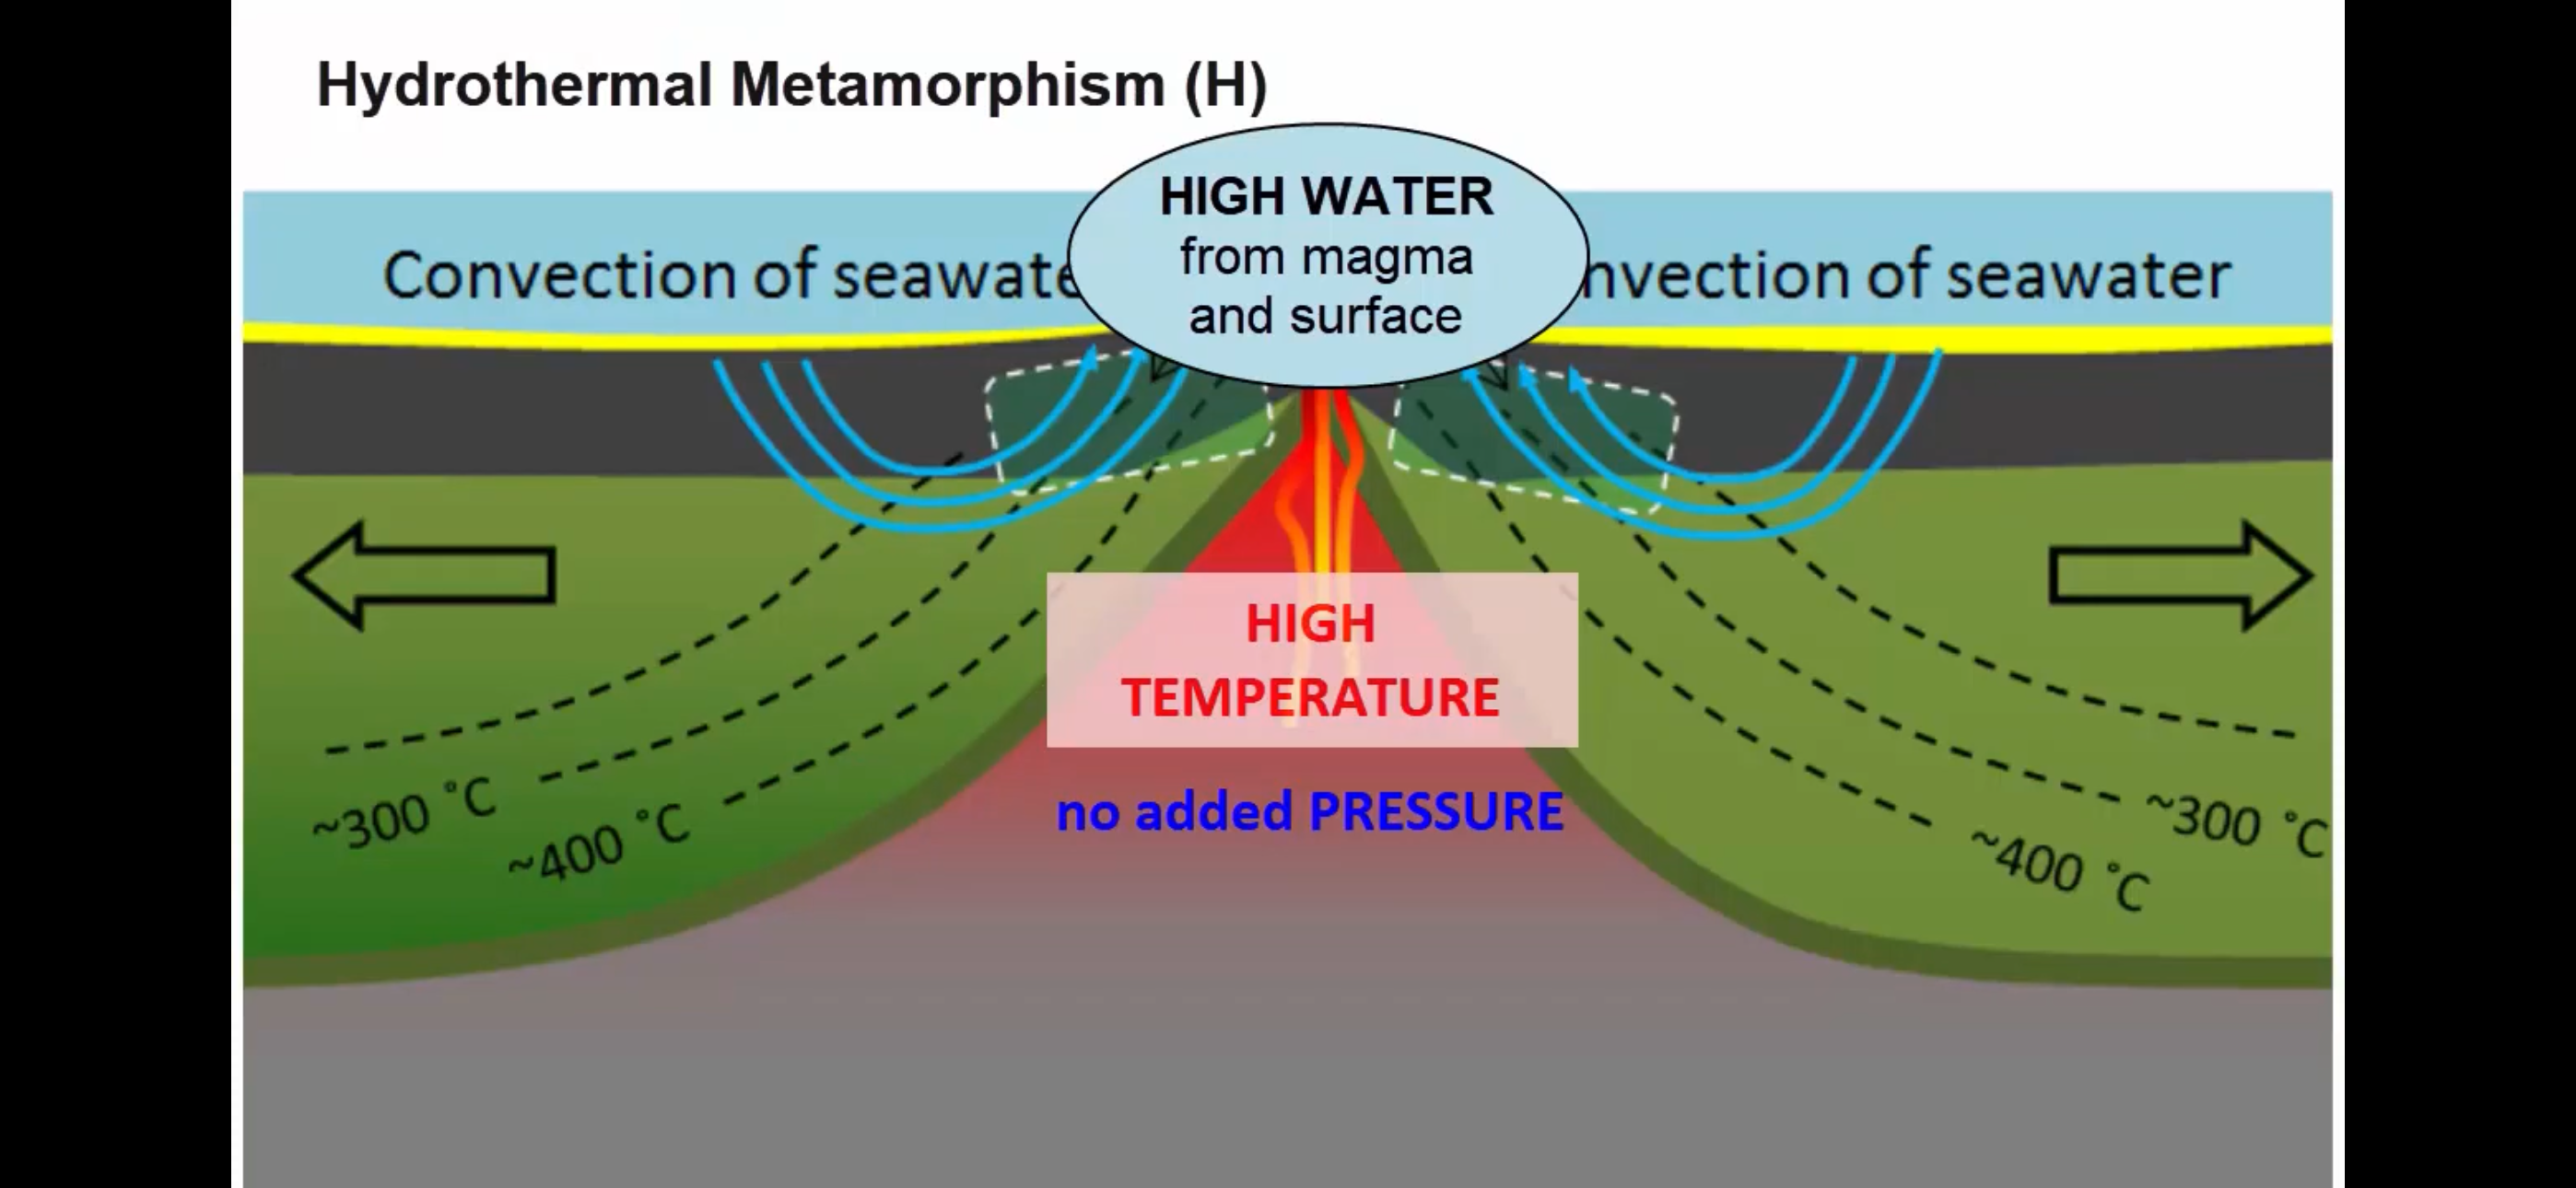 Hydrothermal Metamorphism (H)
HIGH WATER
from magma
and surface
Convection of seawate
nvection of seawater
HIGH
TEMPERATURE
no added PRESSURE
~300 ˚C
~400 ˚C
~300 ˚C
~400 ˚C